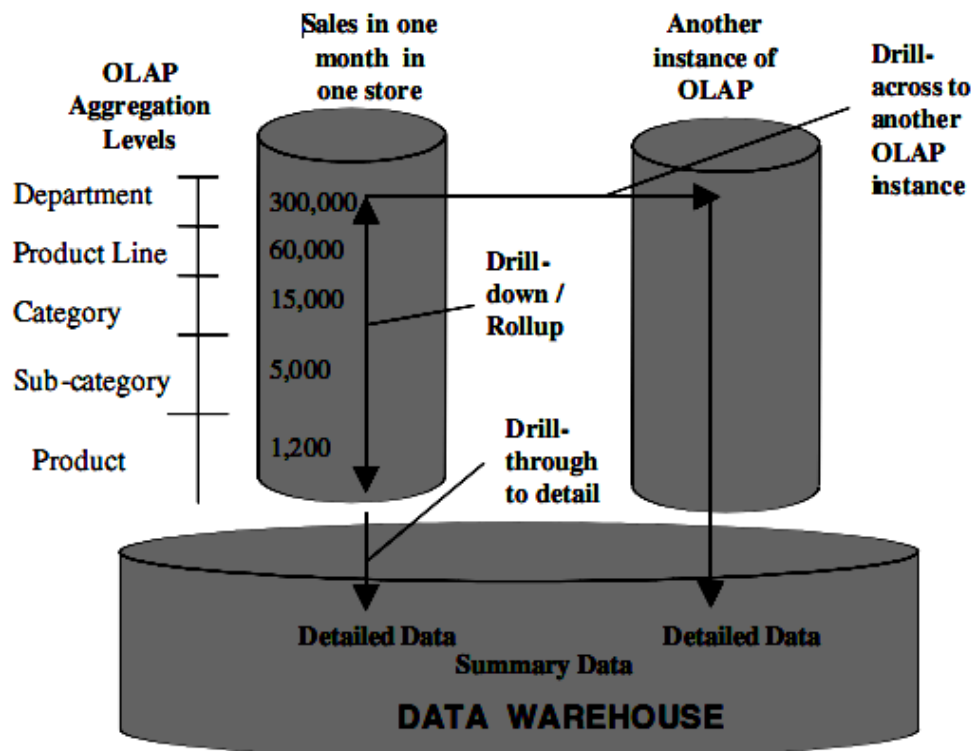 Sales in one
month in
one store
Another
instance of
OLAP
Drill-
across to
another
OLAP
instance
OLAP
Aggregation
Levels
Department
Product Line
Category
Sub-category
Product
300,000
60,000
15,000
5,000
1,200
Drill-
down /
Rollup
Drill-
through
to detail
Detailed Data
Detailed Data
Summary Data
DATA WAREHOUSE